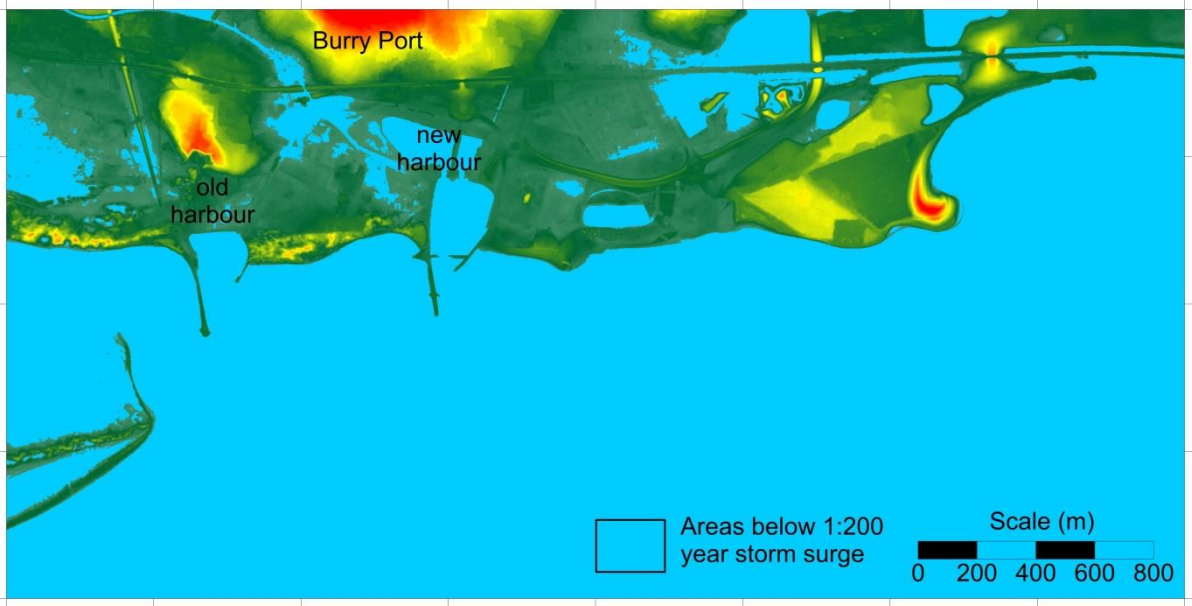 Burry Port
new
harbour
old
harbour
Areas below 1:200
year storm surge
Scale (m)
0 200 400 600 800